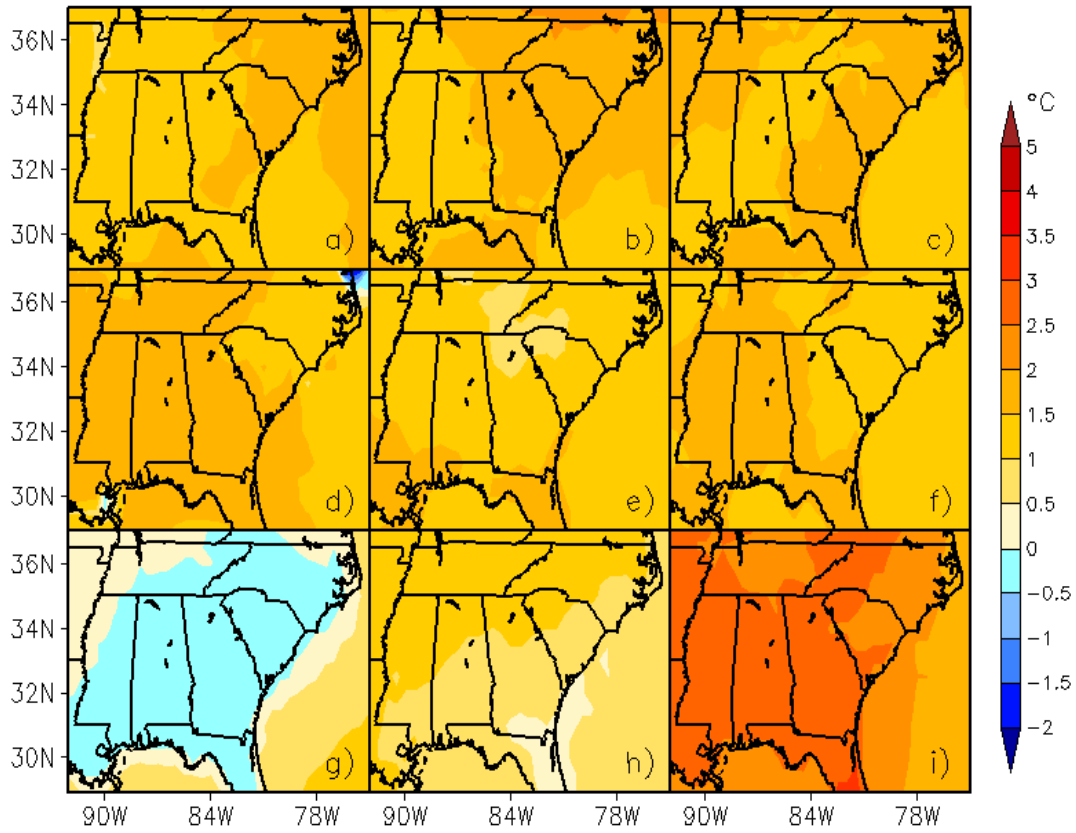 36N
34N
32N
30N
a)
b)
c)
°C
5
4
3.5
3
2.5
2
1.5
1
0.5
0
−0.5
−1
−1.5
−2
36N
34N
32N
30N
d)
e)
f)
36N
34N
32N
30N
g)
h)
i)
90W 84W 78W 90W 84W 78W 90W 84W 78W